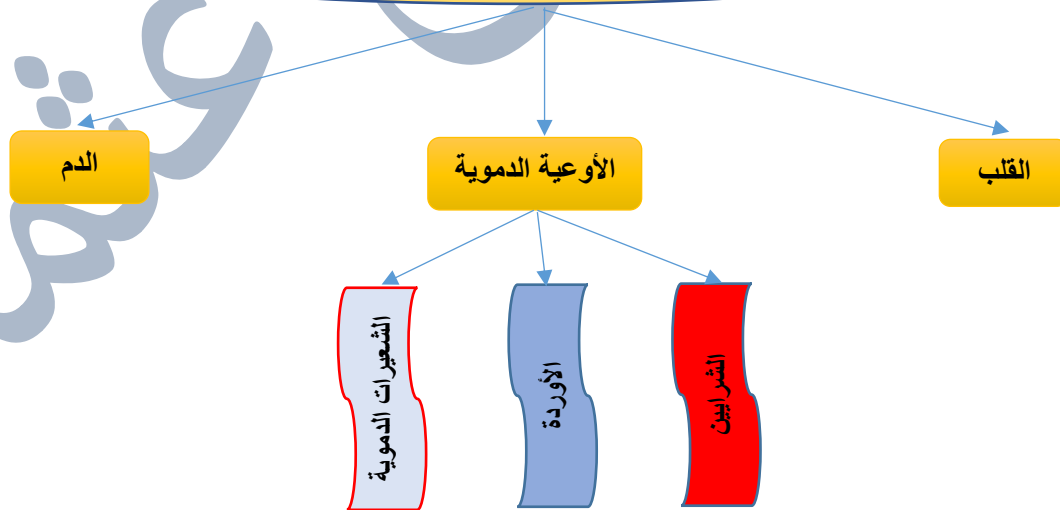 القلب
الأوعية الدموية
الدم
الشرايين
الأوردة
الشعيرات الدموية